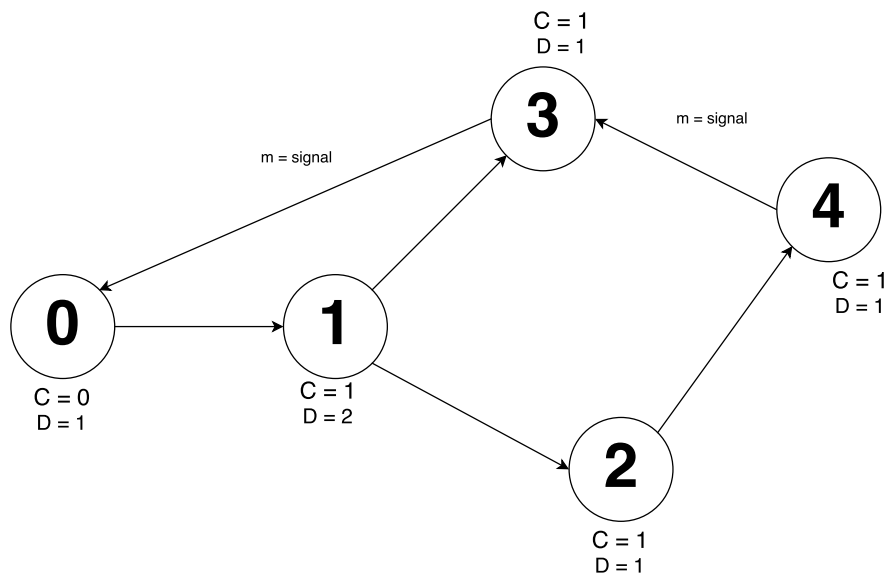 C = 1
D = 1
3
m = signal
m = signal
4
C = 1
D = 1
0
1
C = 0
D = 1
C = 1
D = 2
2
C = 1
D = 1